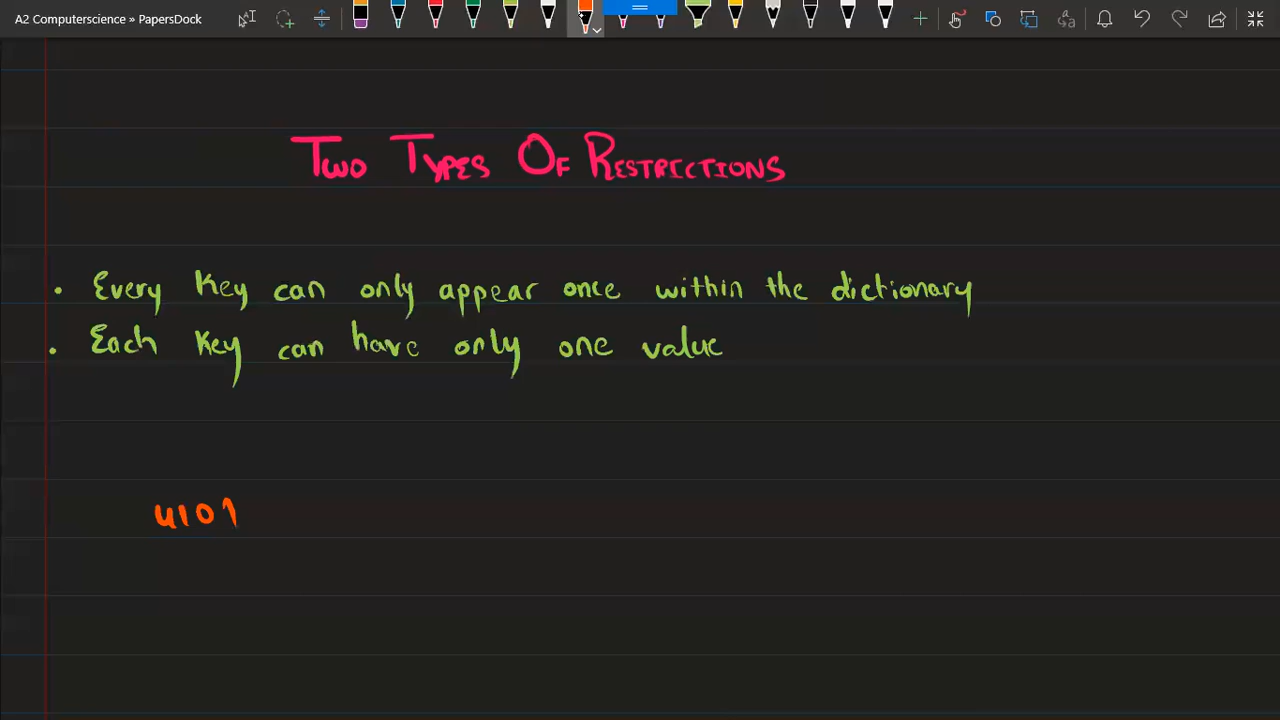 A2 Computerscience » PapersDock
Two Types Of Restrictions
• Every Key can only appear once within the dictionary
• Each Key can have only one value
4101